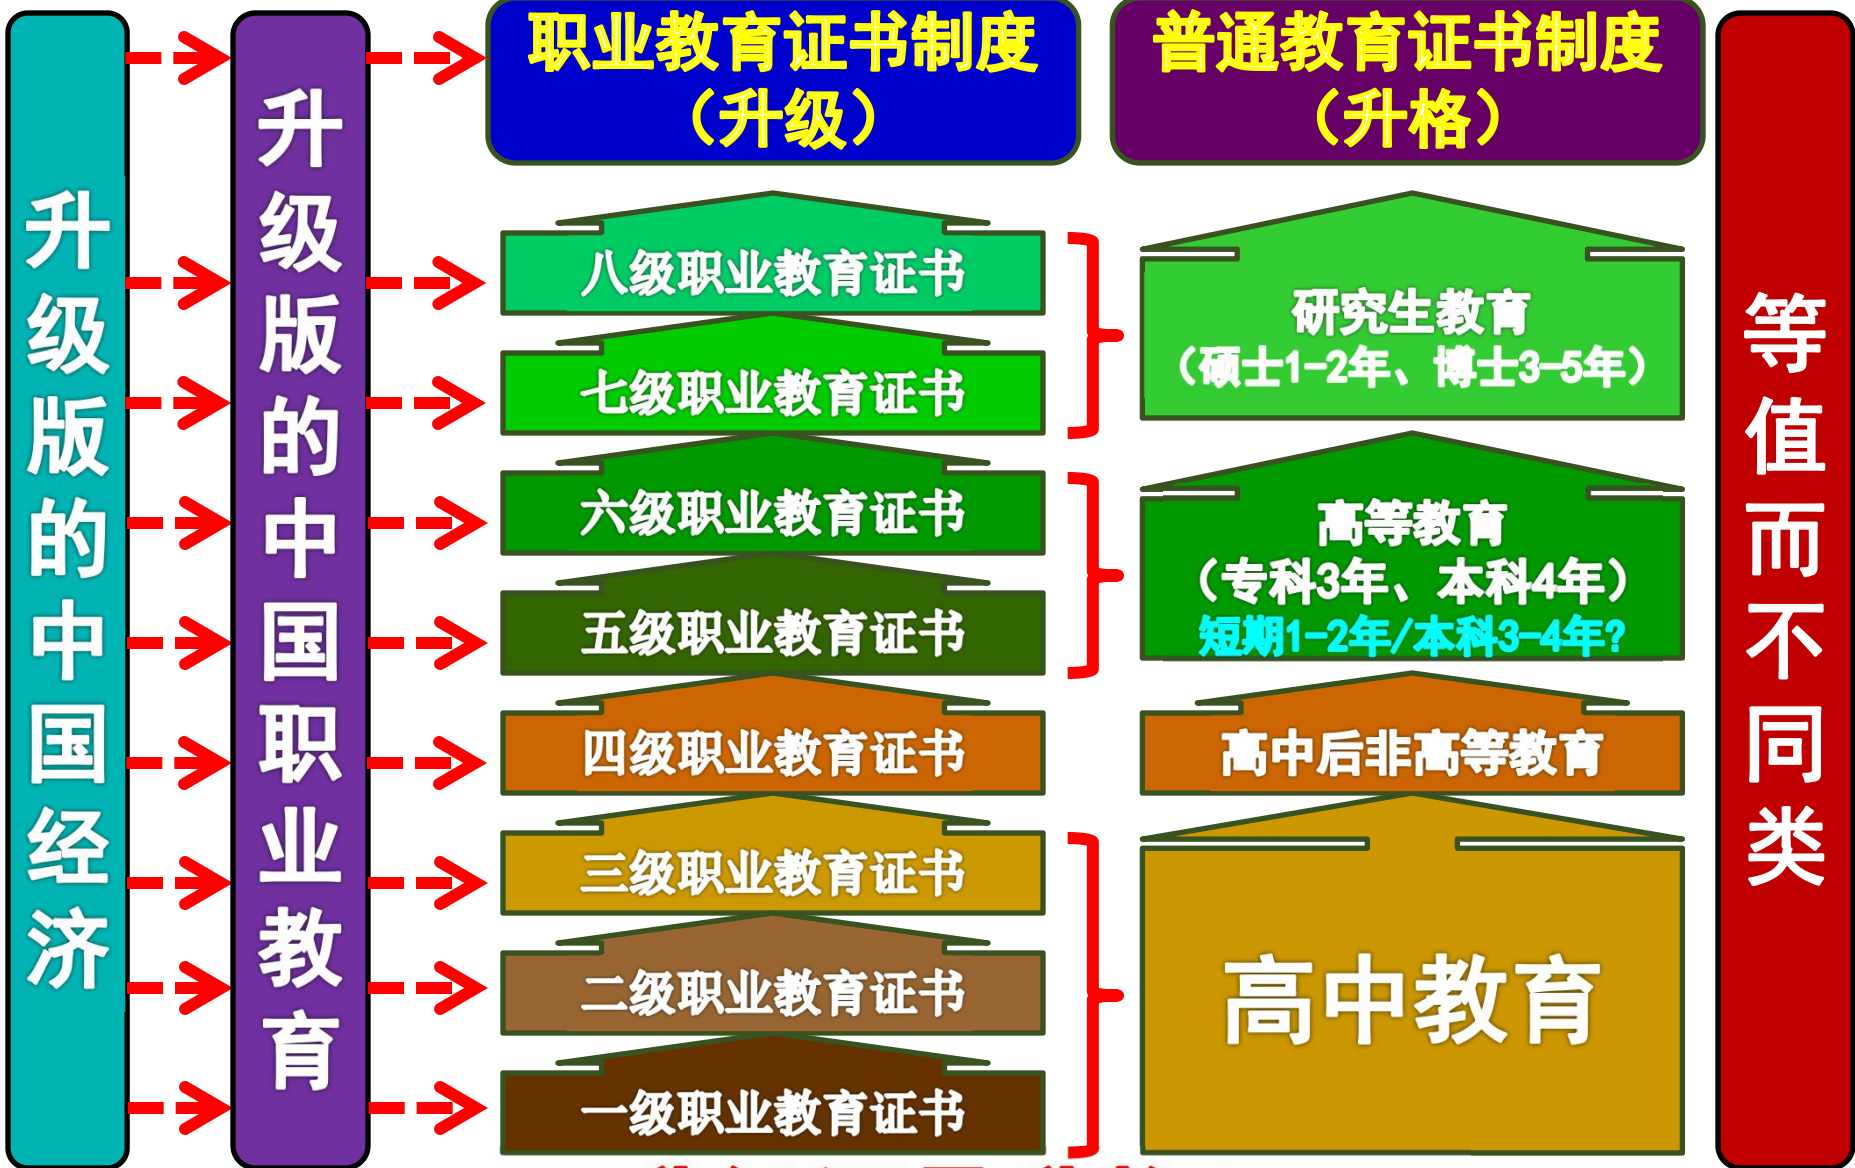 升级版的中国经济
升级版的中国职业教育
职业教育证书制度
（升级）
八级职业教育证书
七级职业教育证书
六级职业教育证书
五级职业教育证书
四级职业教育证书
三级职业教育证书
二级职业教育证书
一级职业教育证书
普通教育证书制度
（升格）
研究生教育
（硕士1-2年、博士3-5年）
高等教育
（专科3年、本科4年）
短期1-2年/本科3-4年?
高中后非高等教育
高中教育
等值而不同类